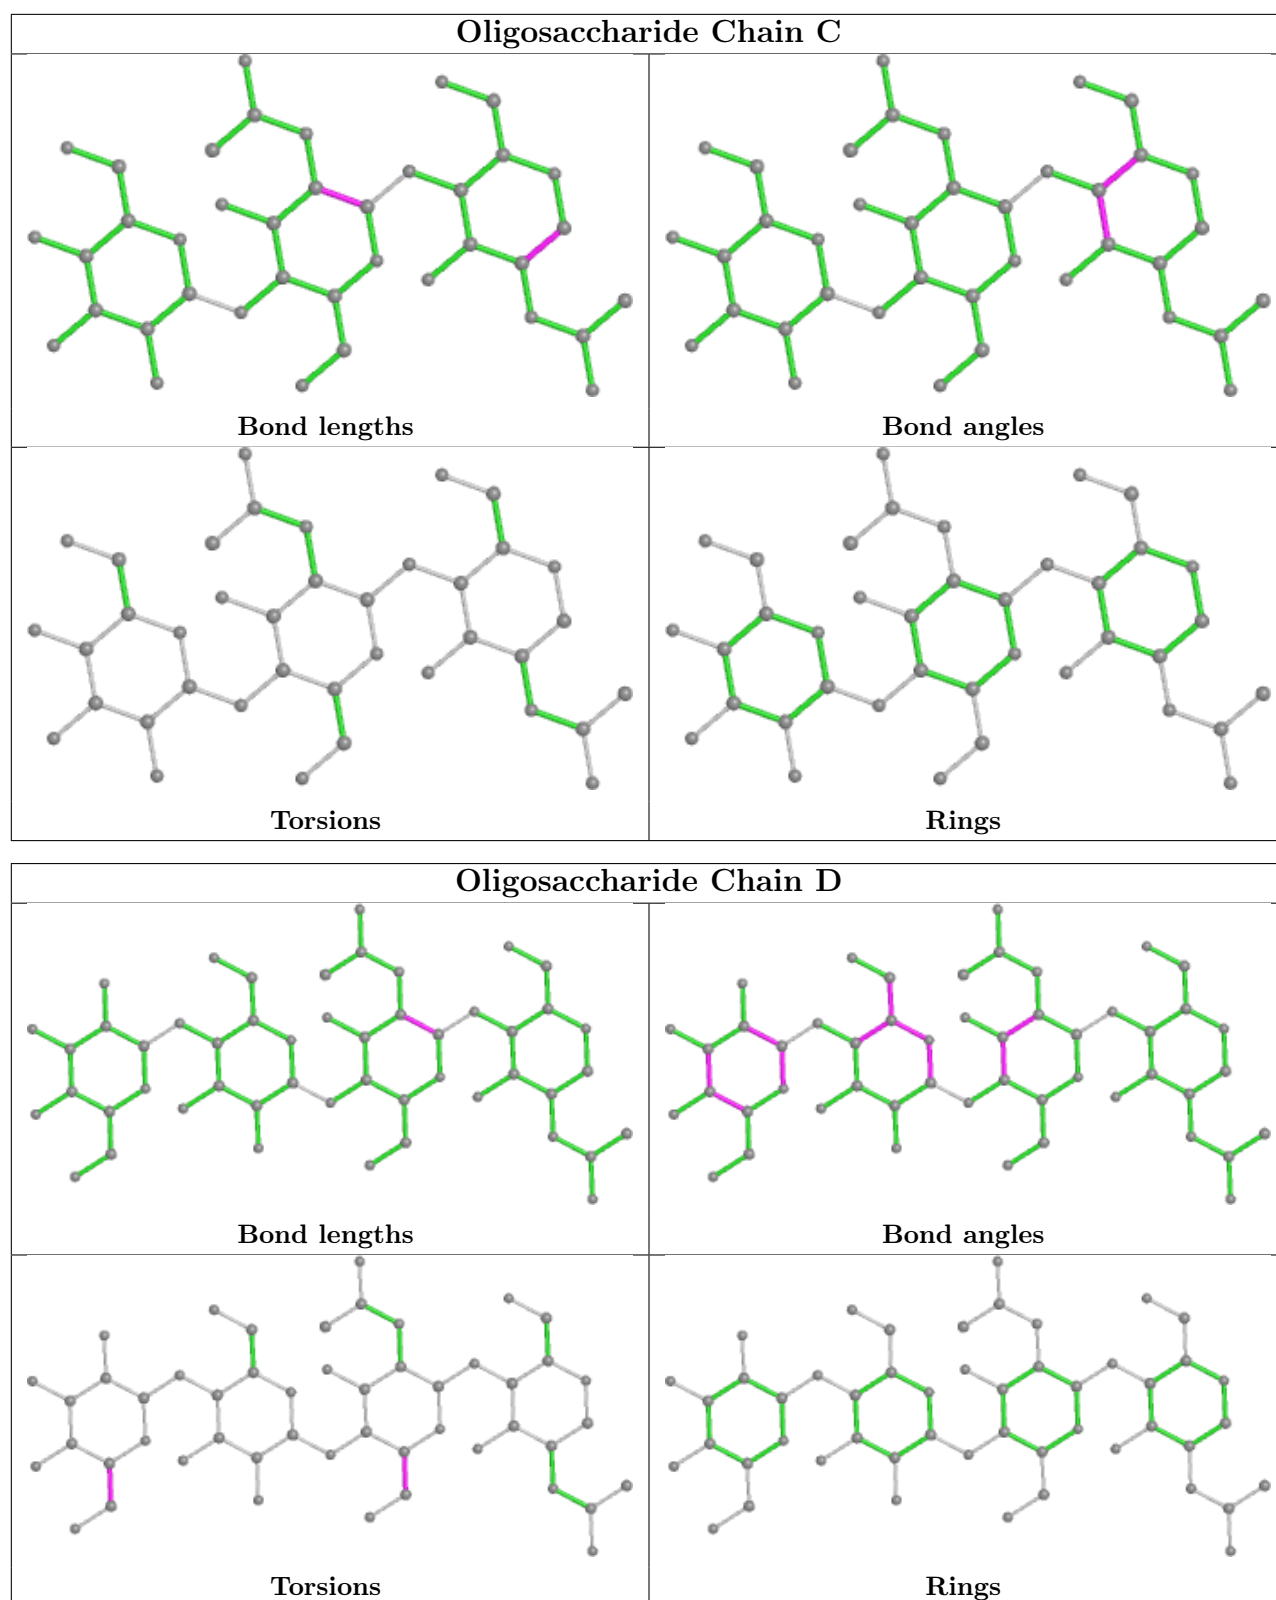 Oligosaccharide Chain C
Bond lengths
Bond angles
Torsions
Rings
Oligosaccharide Chain D
Bond lengths
Bond angles
Torsions
Rings